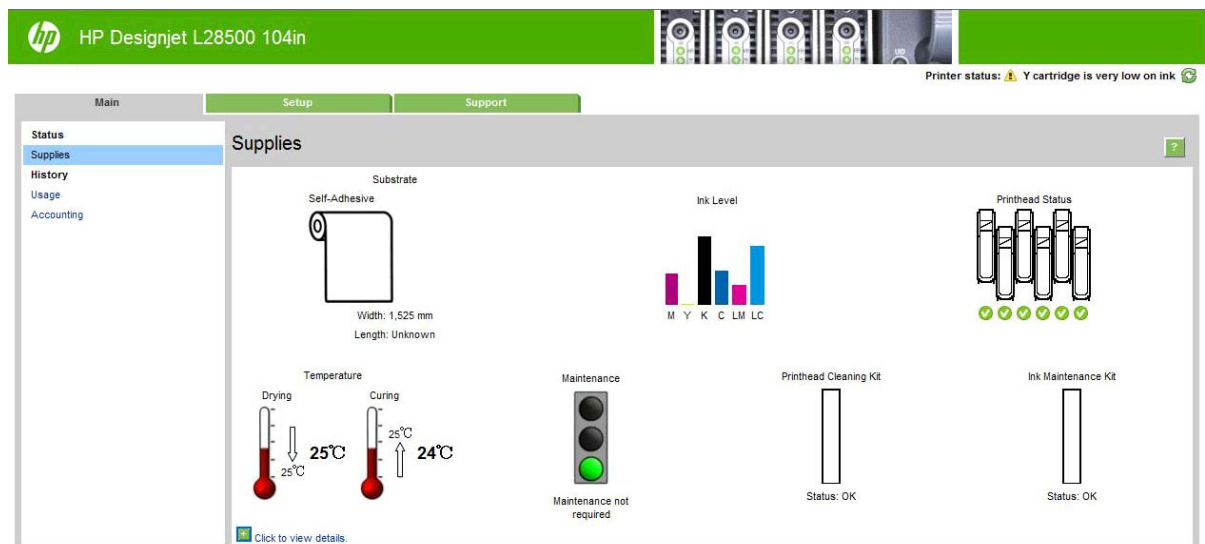 hp HP Designjet L28500 104in
UID
Printer status: Y cartridge is very low on ink
Main Setup Support
Status
Supplies
History
Usage
Accounting
Supplies
?
Substrate
Self-Adhesive
Width: 1,525 mm
Length: Unknown
Ink Level
M Y K C LM LC
Printhead Status
Temperature
Drying Curing
25°C 25°C
25°C 24°C
Maintenance
Maintenance not
required
Printhead Cleaning Kit
Status: OK
Ink Maintenance Kit
Status: OK
Click to view details.